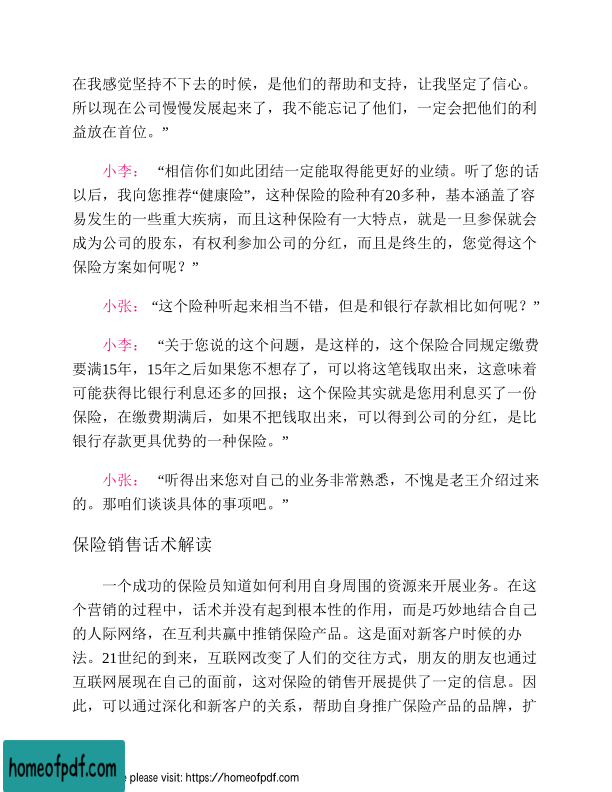 在我感觉坚持不下去的时候，是他们的帮助和支持，让我坚定了信心。
所以现在公司慢慢发展起来了，我不能忘记了他们，一定会把他们的利
益放在首位。”
小李： “相信你们如此团结一定能取得能更好的业绩。听了您的话
以后，我向您推荐“健康险”，这种保险的险种有20多种，基本涵盖了容
易发生的一些重大疾病，而且这种保险有一大特点，就是一旦参保就会
成为公司的股东，有权利参加公司的分红，而且是终生的，您觉得这个
保险方案如何呢？”
小张： “这个险种听起来相当不错，但是和银行存款相比如何呢？”
小李： “关于您说的这个问题，是这样的，这个保险合同规定缴费
要满15年，15年之后如果您不想存了，可以将这笔钱取出来，这意味着
可能获得比银行利息还多的回报；这个保险其实就是您用利息买了一份
保险，在缴费期满后，如果不把钱取出来，可以得到公司的分红，是比
银行存款更具优势的一种保险。”
小张： “听得出来您对自己的业务非常熟悉，不愧是老王介绍过来
的。那咱们谈谈具体的事项吧。”
保险销售话术解读
一个成功的保险员知道如何利用自身周围的资源来开展业务。在这
个营销的过程中，话术并没有起到根本性的作用，而是巧妙地结合自己
的人际网络，在互利共赢中推销保险产品。这是面对新客户时候的办
法。21世纪的到来，互联网改变了人们的交往方式，朋友的朋友也通过
互联网展现在自己的面前，这对保险的销售开展提供了一定的信息。因
此，可以通过深化和新客户的关系，帮助自身推广保险产品的品牌，扩
homeofpdf.com
e please visit: https://homeofpdf.com